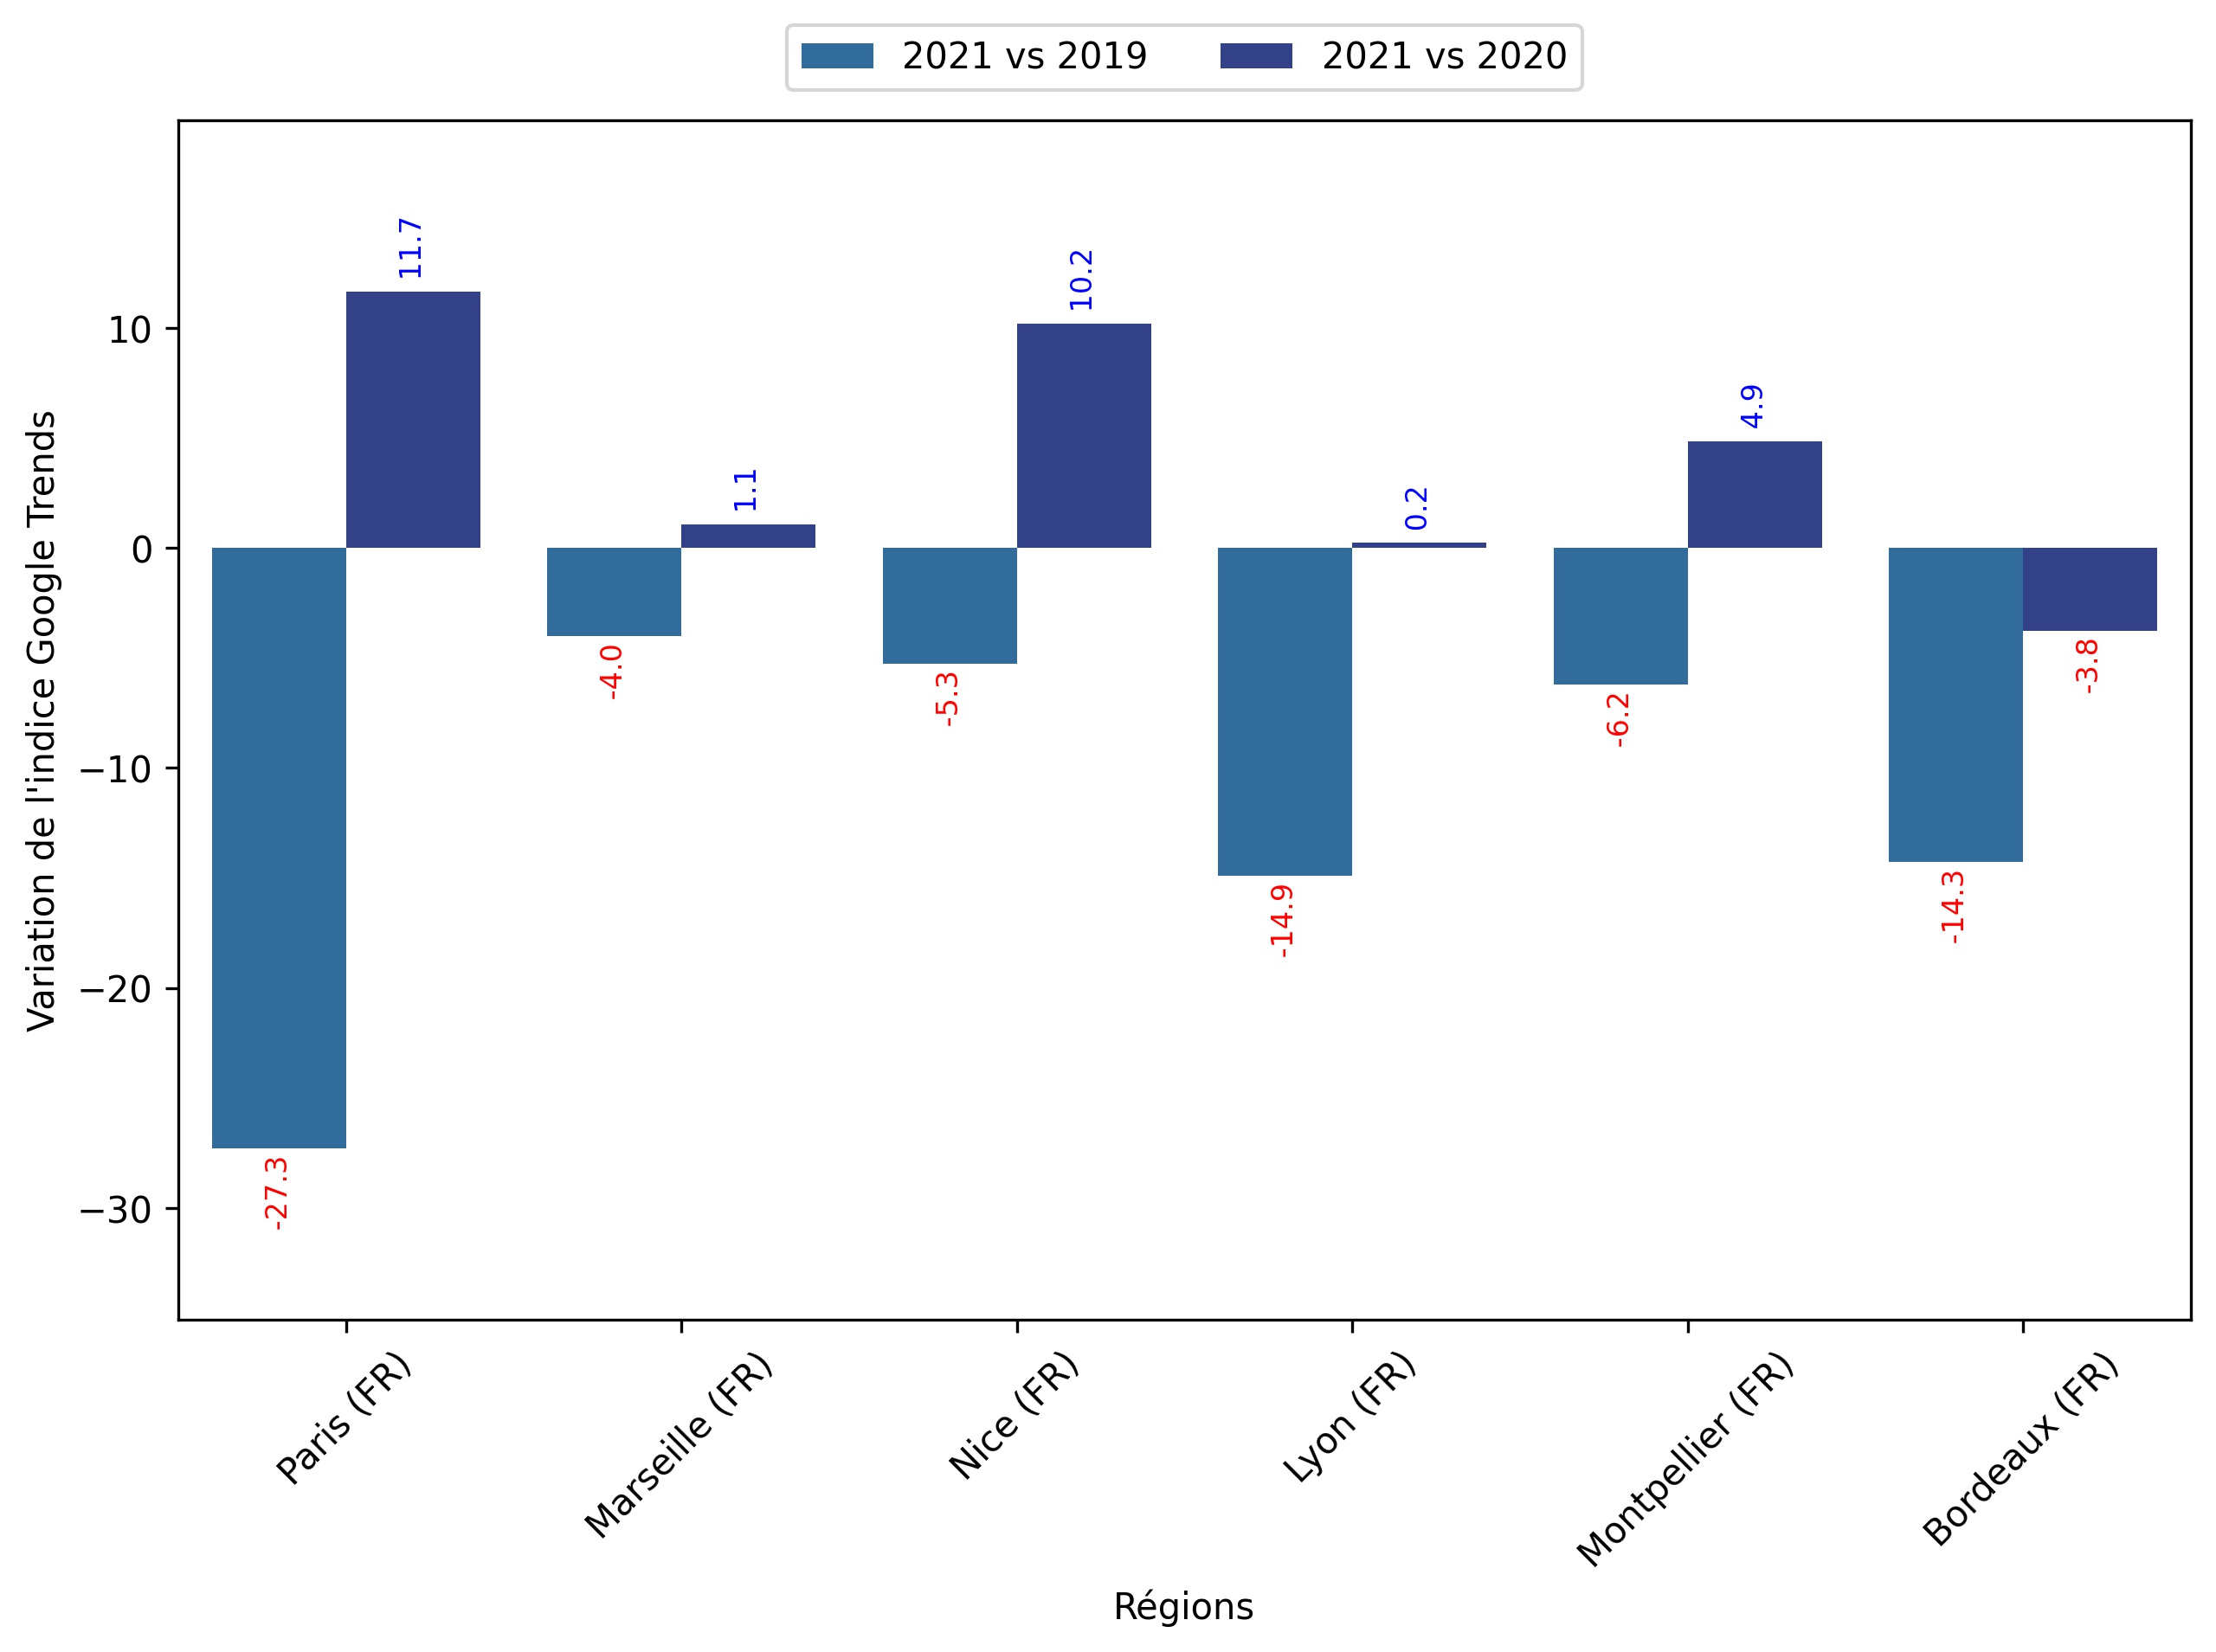 2021 vs 2019
2021 vs 2020
Variation de l'indice Google Trends
10
0
−10
−20
−30
-27.3
11.7
-4.0
1.1
-5.3
10.2
-14.9
0.2
-6.2
4.9
-14.3
-3.8
Paris (FR)
Marseille (FR)
Nice (FR)
Lyon (FR)
Montpellier (FR)
Bordeaux (FR)
Régions